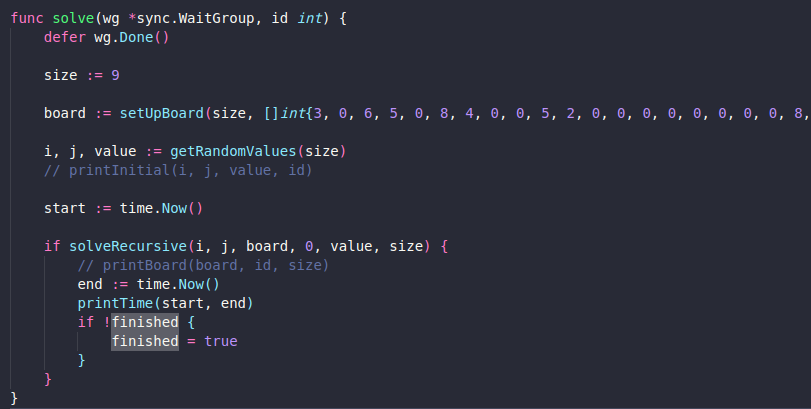 func solve(wg *sync.WaitGroup, id int) {
defer wg.Done()
size := 9
board := setUpBoard(size, []int{3, 0, 6, 5, 0, 8, 4, 0, 0, 5, 2, 0, 0, 0, 0, 0, 0, 0, 0, 8,
i, j, value := getRandomValues(size)
// printInitial(i, j, value, id)
start := time.Now()
if solveRecursive(i, j, board, 0, value, size) {
// printBoard(board, id, size)
end := time.Now()
printTime(start, end)
if !finished {
finished = true
}
}
}